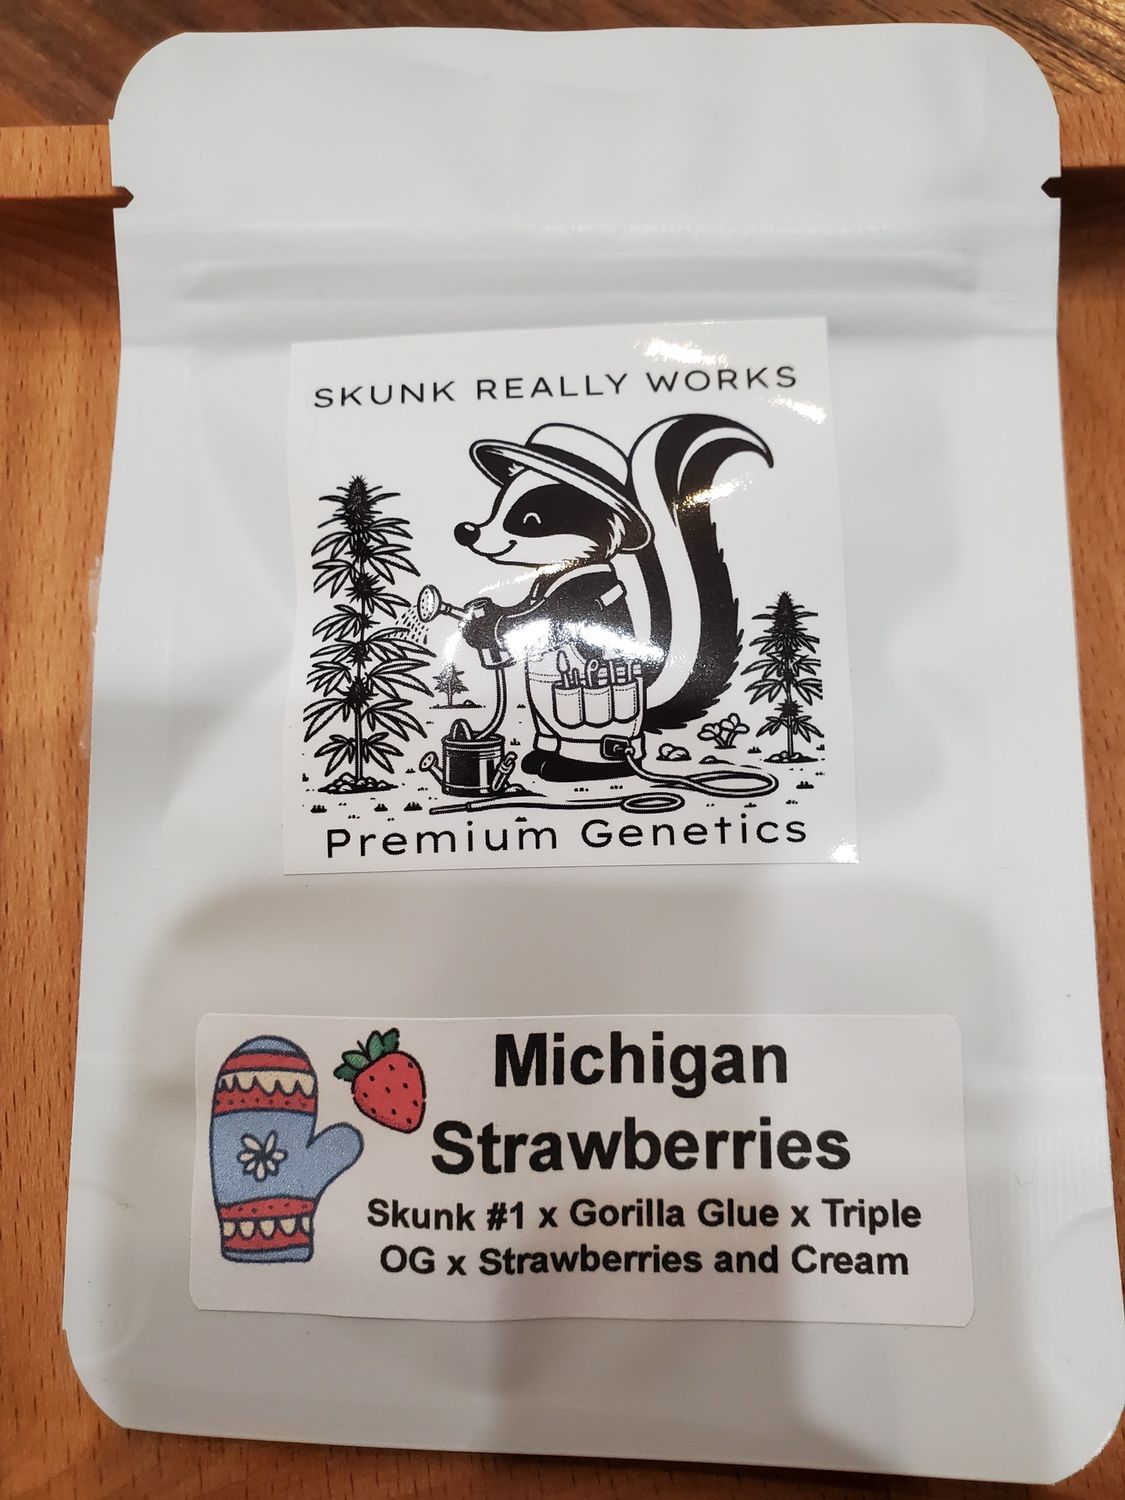 SKUNK REALLY WORKS
Premium Genetics
Michigan
Strawberries
Skunk #1 x Gorilla Glue x Triple
OG x Strawberries and Cream